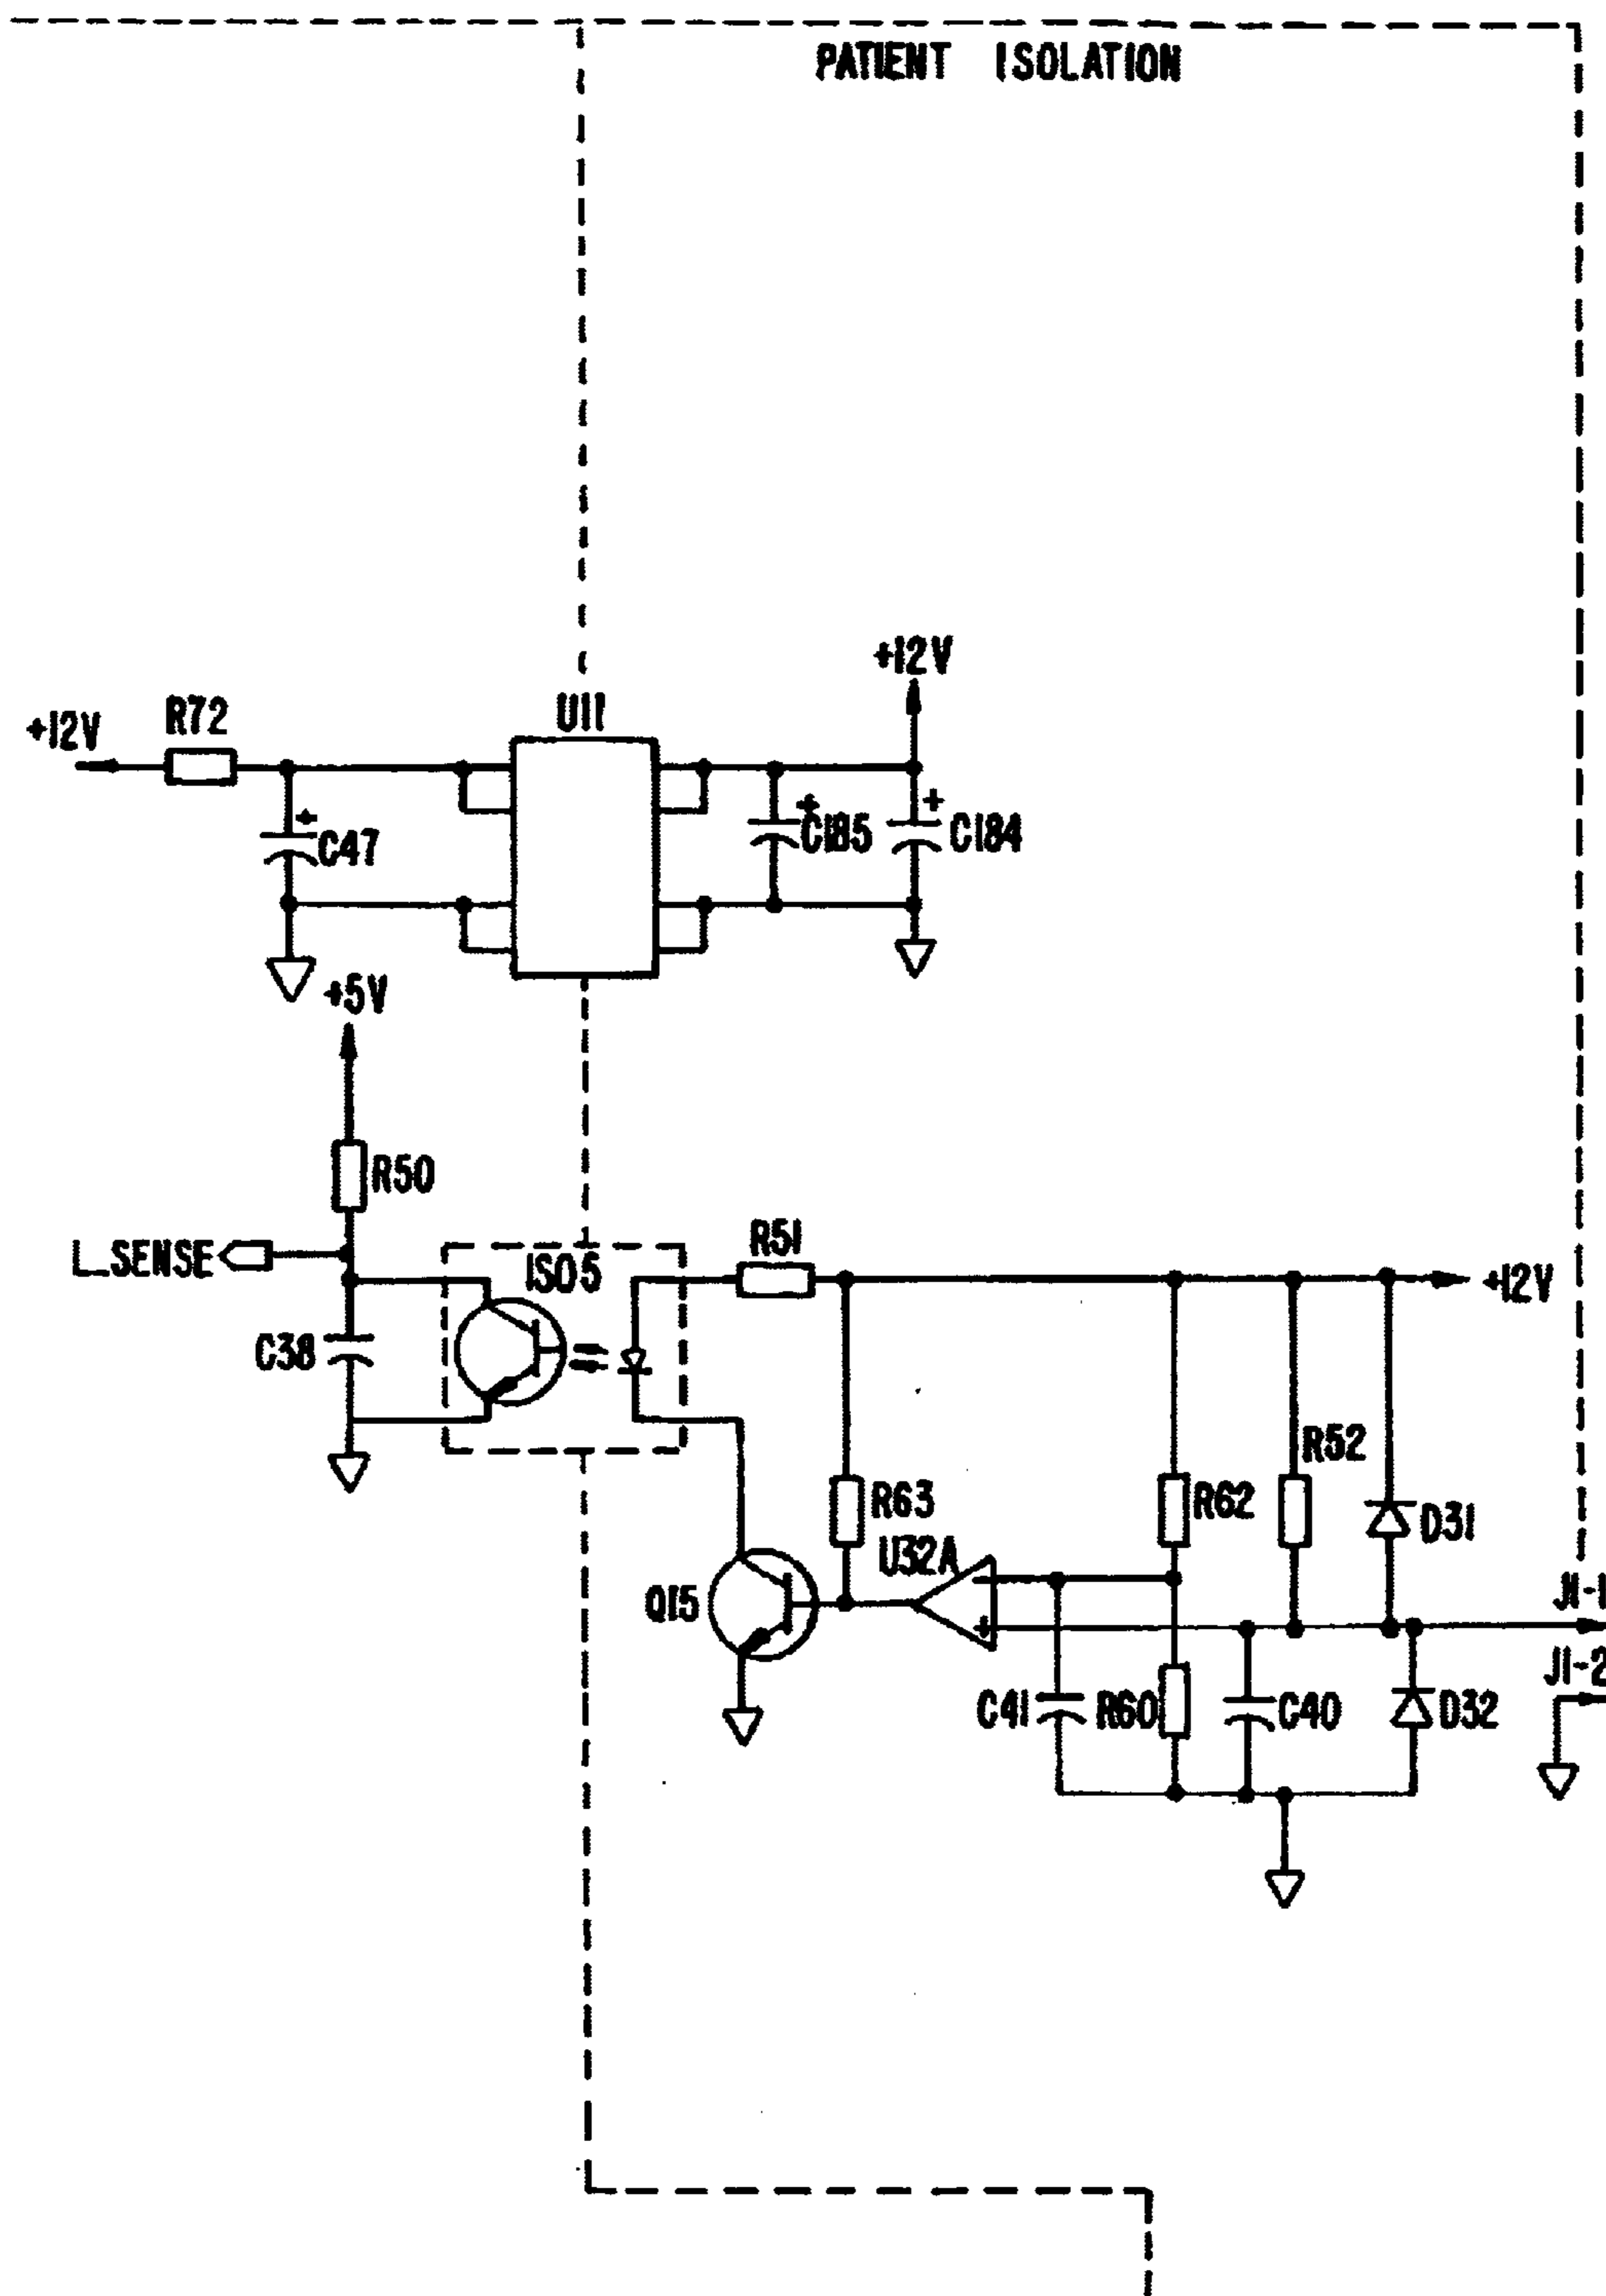 PATIENT ISOLATION
+12V
U11
R72
+12V
+
C47
+
C185
+
C184
+5V
R50
L_SENSE
ISO5
R51
+12V
C38
R52
R63
R62
D31
U32A
Q15
-
+
J1-1
J1-2
C41
R60
C40
D32